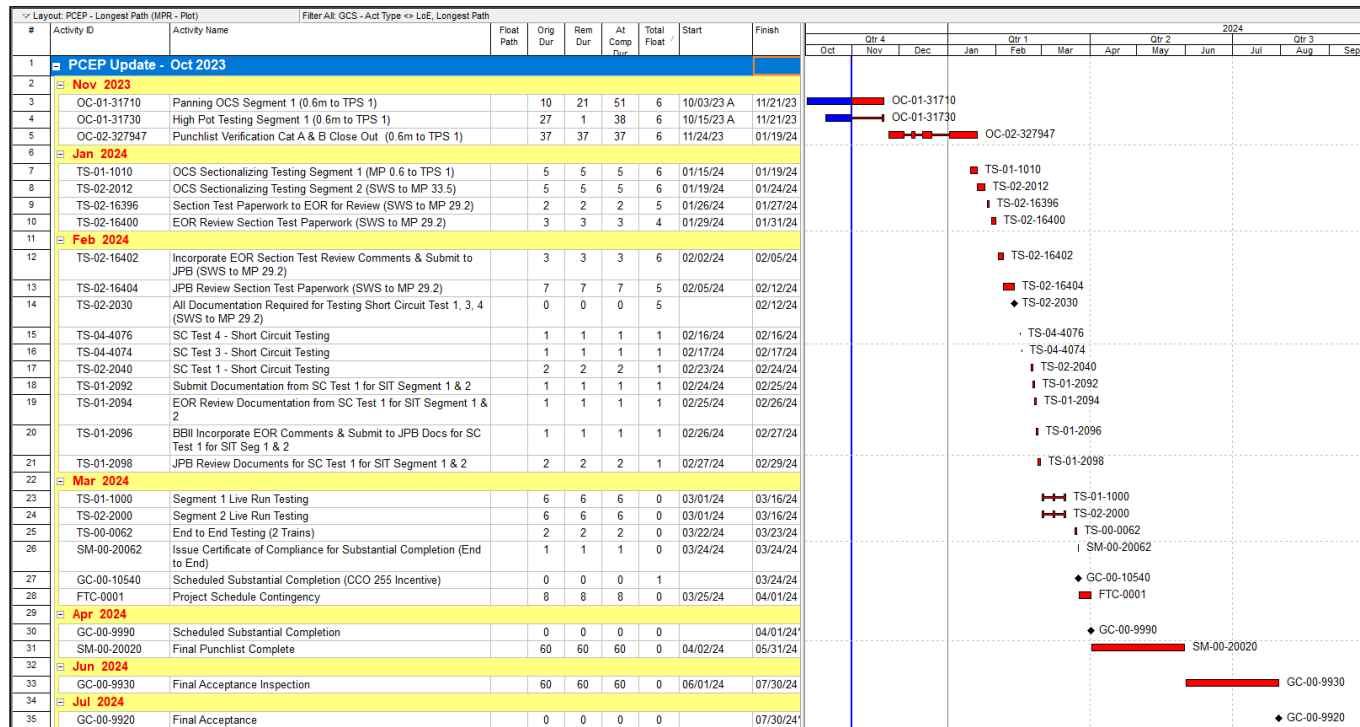 Layout: PCEP - Longest Path (MPR - Plot) Filter All: GCS - Act Type <> LoE, Longest Path
# Activity ID Activity Name Float Path Orig Dur Rem Dur At Comp Dur Total Float Start Finish
2024
Qtr 4 Qtr 1 Qtr 2 Qtr 3
Oct Nov Dec Jan Feb Mar Apr May Jun Jul Aug Sep
1 PCEP Update - Oct 2023
2 Nov 2023
3 OC-01-31710 Panning OCS Segment 1 (0.6m to TPS 1) 10 21 51 6 10/03/23 A 11/21/23 OC-01-31710
4 OC-01-31730 High Pot Testing Segment 1 (0.6m to TPS 1) 27 1 38 6 10/15/23 A 11/21/23 OC-01-31730
5 OC-02-327947 Punchlist Verification Cat A & B Close Out (0.6m to TPS 1) 37 37 37 6 11/24/23 01/19/24 OC-02-327947
6 Jan 2024
7 TS-01-1010 OCS Sectionalizing Testing Segment 1 (MP 0.6 to TPS 1) 5 5 5 6 01/15/24 01/19/24 TS-01-1010
8 TS-02-2012 OCS Sectionalizing Testing Segment 2 (SWS to MP 33.5) 5 5 5 6 01/19/24 01/24/24 TS-02-2012
9 TS-02-16396 Section Test Paperwork to EOR for Review (SWS to MP 29.2) 2 2 2 5 01/26/24 01/27/24 TS-02-16396
10 TS-02-16400 EOR Review Section Test Paperwork (SWS to MP 29.2) 3 3 3 4 01/29/24 01/31/24 TS-02-16400
11 Feb 2024
12 TS-02-16402 Incorporate EOR Section Test Review Comments & Submit to 3 3 3 6 02/02/24 02/05/24 TS-02-16402
JPB (SWS to MP 29.2)
13 TS-02-16404 JPB Review Section Test Paperwork (SWS to MP 29.2) 7 7 7 5 02/05/24 02/12/24 TS-02-16404
14 TS-02-2030 All Documentation Required for Testing Short Circuit Test 1, 3, 4 0 0 0 5 02/12/24 TS-02-2030
(SWS to MP 29.2)
15 TS-04-4076 SC Test 4 - Short Circuit Testing 1 1 1 1 02/16/24 02/16/24 TS-04-4076
16 TS-04-4074 SC Test 3 - Short Circuit Testing 1 1 1 1 02/17/24 02/17/24 TS-04-4074
17 TS-02-2040 SC Test 1 - Short Circuit Testing 2 2 2 1 02/23/24 02/24/24 TS-02-2040
18 TS-01-2092 Submit Documentation from SC Test 1 for SIT Segment 1 & 2 1 1 1 1 02/24/24 02/25/24 TS-01-2092
19 TS-01-2094 EOR Review Documentation from SC Test 1 for SIT Segment 1 & 1 1 1 1 02/25/24 02/26/24 TS-01-2094
2
20 TS-01-2096 BBII Incorporate EOR Comments & Submit to JPB Docs for SC 1 1 1 1 02/26/24 02/27/24 TS-01-2096
Test 1 for SIT Seg 1 & 2
21 TS-01-2098 JPB Review Documents for SC Test 1 for SIT Segment 1 & 2 2 2 2 1 02/27/24 02/29/24 TS-01-2098
22 Mar 2024
23 TS-01-1000 Segment 1 Live Run Testing 6 6 6 0 03/01/24 03/16/24 TS-01-1000
24 TS-02-2000 Segment 2 Live Run Testing 6 6 6 0 03/01/24 03/16/24 TS-02-2000
25 TS-00-0062 End to End Testing (2 Trains) 2 2 2 0 03/22/24 03/23/24 TS-00-0062
26 SM-00-20062 Issue Certificate of Compliance for Substantial Completion (End 1 1 1 0 03/24/24 03/24/24 SM-00-20062
to End)
27 GC-00-10540 Scheduled Substantial Completion (CCO 255 Incentive) 0 0 0 1 03/24/24 GC-00-10540
28 FTC-0001 Project Schedule Contingency 8 8 8 0 03/25/24 04/01/24 FTC-0001
29 Apr 2024
30 GC-00-9990 Scheduled Substantial Completion 0 0 0 0 04/01/24* GC-00-9990
31 SM-00-20020 Final Punchlist Complete 60 60 60 0 04/02/24 05/31/24 SM-00-20020
32 Jun 2024
33 GC-00-9930 Final Acceptance Inspection 60 60 60 0 06/01/24 07/30/24 GC-00-9930
34 Jul 2024
35 GC-00-9920 Final Acceptance 0 0 0 0 07/30/24* GC-00-9920